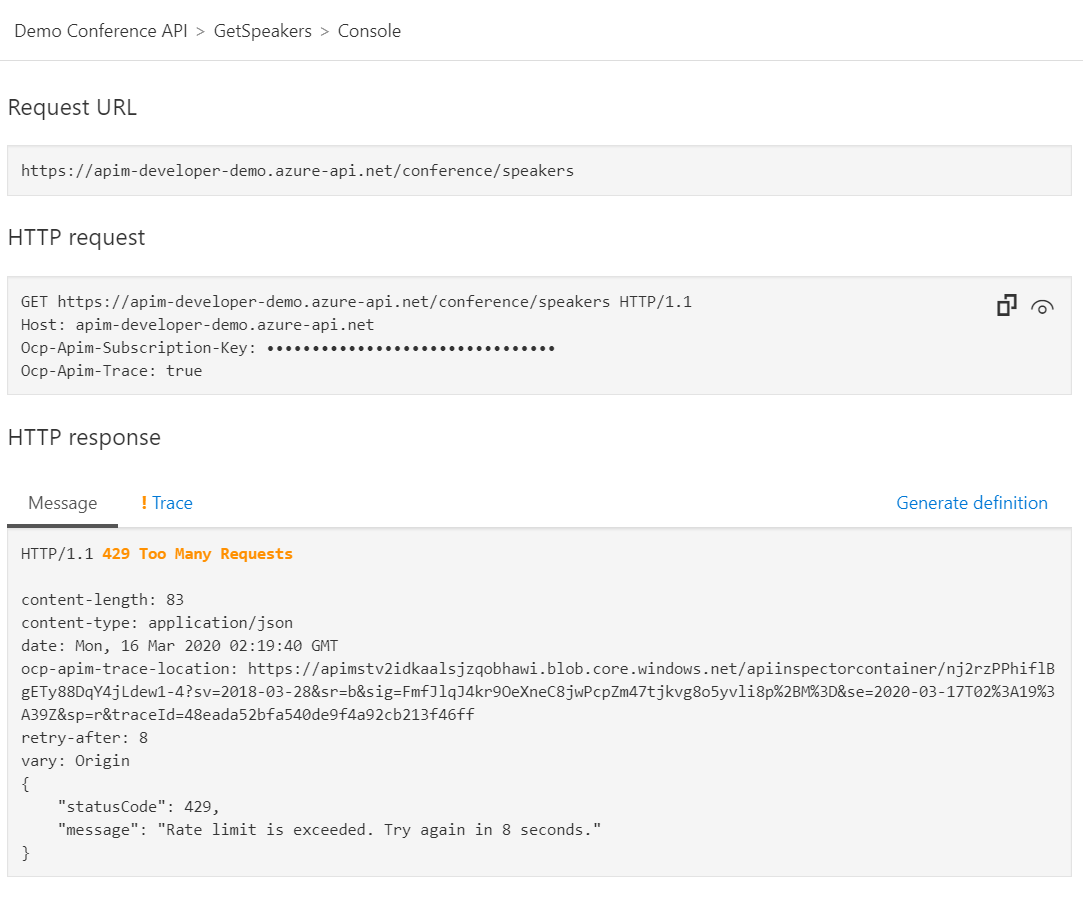 Demo Conference API > GetSpeakers > Console
Request URL
https://apim-developer-demo.azure-api.net/conference/speakers
HTTP request
GET https://apim-developer-demo.azure-api.net/conference/speakers HTTP/1.1
Host: apim-developer-demo.azure-api.net
Ocp-Apim-Subscription-Key: ••••••••••••••••••••••••••••••••
Ocp-Apim-Trace: true
HTTP response
Message ! Trace Generate definition
HTTP/1.1 429 Too Many Requests
content-length: 83
content-type: application/json
date: Mon, 16 Mar 2020 02:19:40 GMT
ocp-apim-trace-location: https://apimstv2idkaalsjzqobhawi.blob.core.windows.net/apiinspectorcontainer/nj2rzPPhiflB
gETy88DqY4jLdew1-4?sv=2018-03-28&sr=b&sig=FmfJlqJ4kr9OeXneC8jwPcpZm47tjkvg8o5yvli8p%2BM%3D&se=2020-03-17T02%3A19%3
A39Z&sp=r&traceId=48eada52bfa540de9f4a92cb213f46ff
retry-after: 8
vary: Origin
{
    "statusCode": 429,
    "message": "Rate limit is exceeded. Try again in 8 seconds."
}